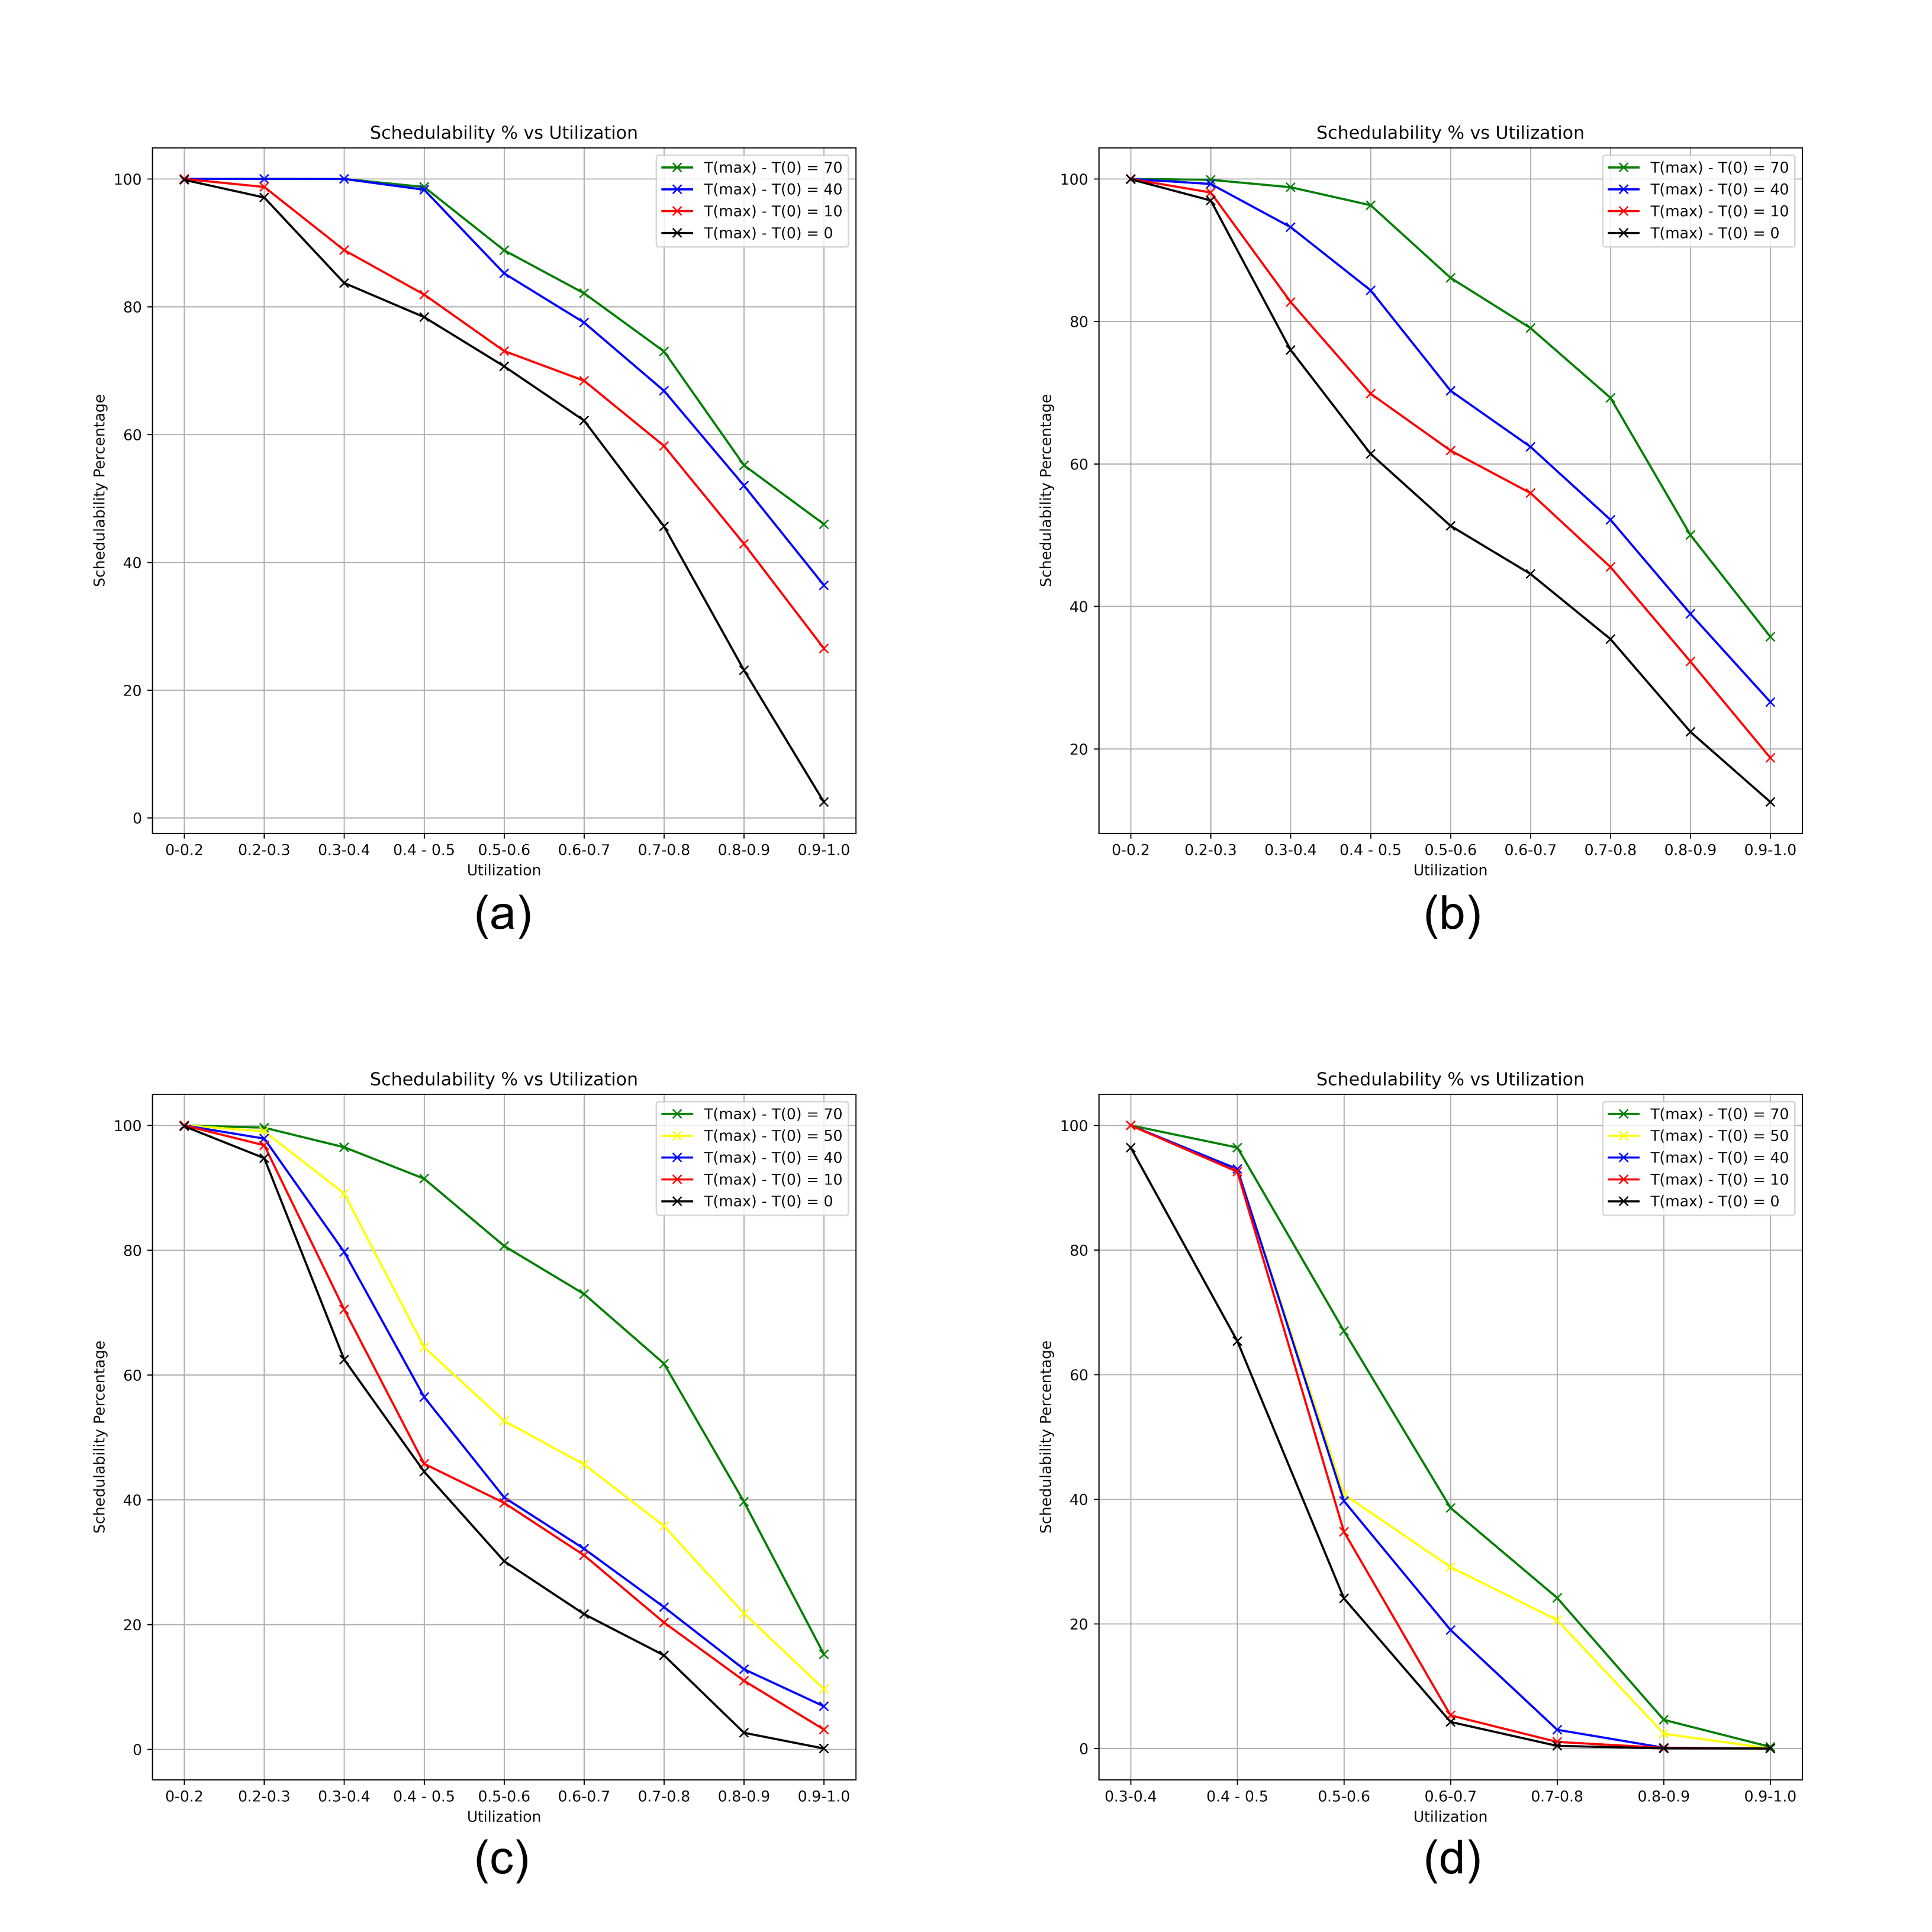 Schedulability % vs Utilization
T(max) - T(0) = 70
T(max) - T(0) = 40
T(max) - T(0) = 10
T(max) - T(0) = 0
Schedulability Percentage
100
80
60
40
20
0
0-0.2 0.2-0.3 0.3-0.4 0.4 - 0.5 0.5-0.6 0.6-0.7 0.7-0.8 0.8-0.9 0.9-1.0
Utilization
(a)
Schedulability % vs Utilization
T(max) - T(0) = 70
T(max) - T(0) = 40
T(max) - T(0) = 10
T(max) - T(0) = 0
Schedulability Percentage
100
80
60
40
20
0-0.2 0.2-0.3 0.3-0.4 0.4 - 0.5 0.5-0.6 0.6-0.7 0.7-0.8 0.8-0.9 0.9-1.0
Utilization
(b)
Schedulability % vs Utilization
T(max) - T(0) = 70
T(max) - T(0) = 50
T(max) - T(0) = 40
T(max) - T(0) = 10
T(max) - T(0) = 0
Schedulability Percentage
100
80
60
40
20
0
0-0.2 0.2-0.3 0.3-0.4 0.4 - 0.5 0.5-0.6 0.6-0.7 0.7-0.8 0.8-0.9 0.9-1.0
Utilization
(c)
Schedulability % vs Utilization
T(max) - T(0) = 70
T(max) - T(0) = 50
T(max) - T(0) = 40
T(max) - T(0) = 10
T(max) - T(0) = 0
Schedulability Percentage
100
80
60
40
20
0
0.3-0.4 0.4 - 0.5 0.5-0.6 0.6-0.7 0.7-0.8 0.8-0.9 0.9-1.0
Utilization
(d)